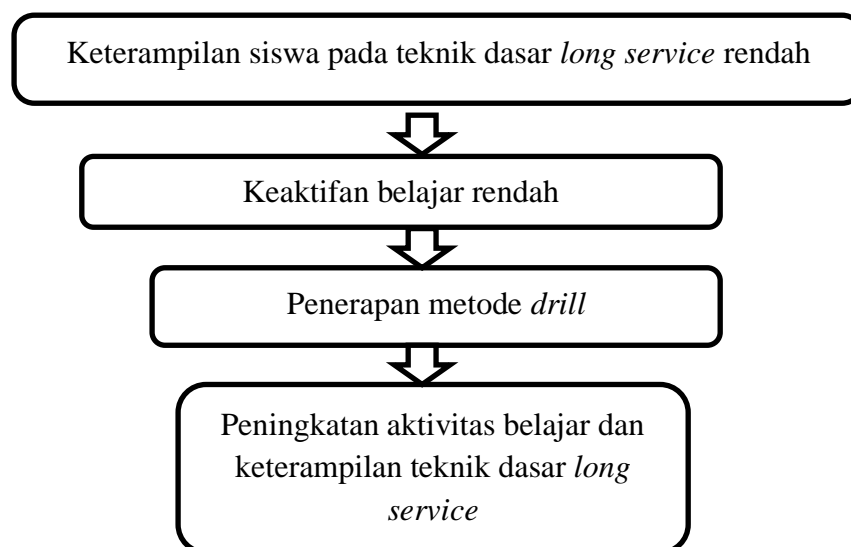 Keterampilan siswa pada teknik dasar long service rendah
Keaktifan belajar rendah
Penerapan metode drill
Peningkatan aktivitas belajar dan
keterampilan teknik dasar long
service